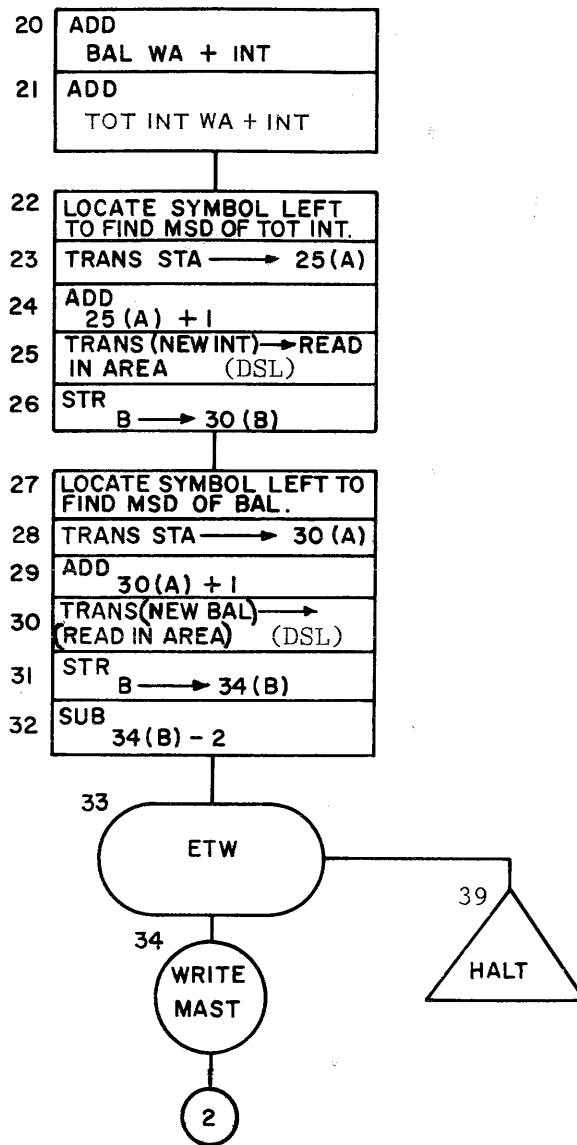 20 ADD
BAL WA + INT
21 ADD
TOT INT WA + INT
22 LOCATE SYMBOL LEFT
TO FIND MSD OF TOT INT.
23 TRANS STA → 25(A)
24 ADD
25(A) + 1
25 TRANS(NEW INT)→READ
IN AREA (DSL)
26 STR
B → 30(B)
27 LOCATE SYMBOL LEFT TO
FIND MSD OF BAL.
28 TRANS STA → 30(A)
29 ADD
30(A) + 1
30 TRANS(NEW BAL)→
(READ IN AREA) (DSL)
31 STR
B → 34(B)
32 SUB
34(B) - 2
33
ETW
39
HALT
34
WRITE
MAST
2